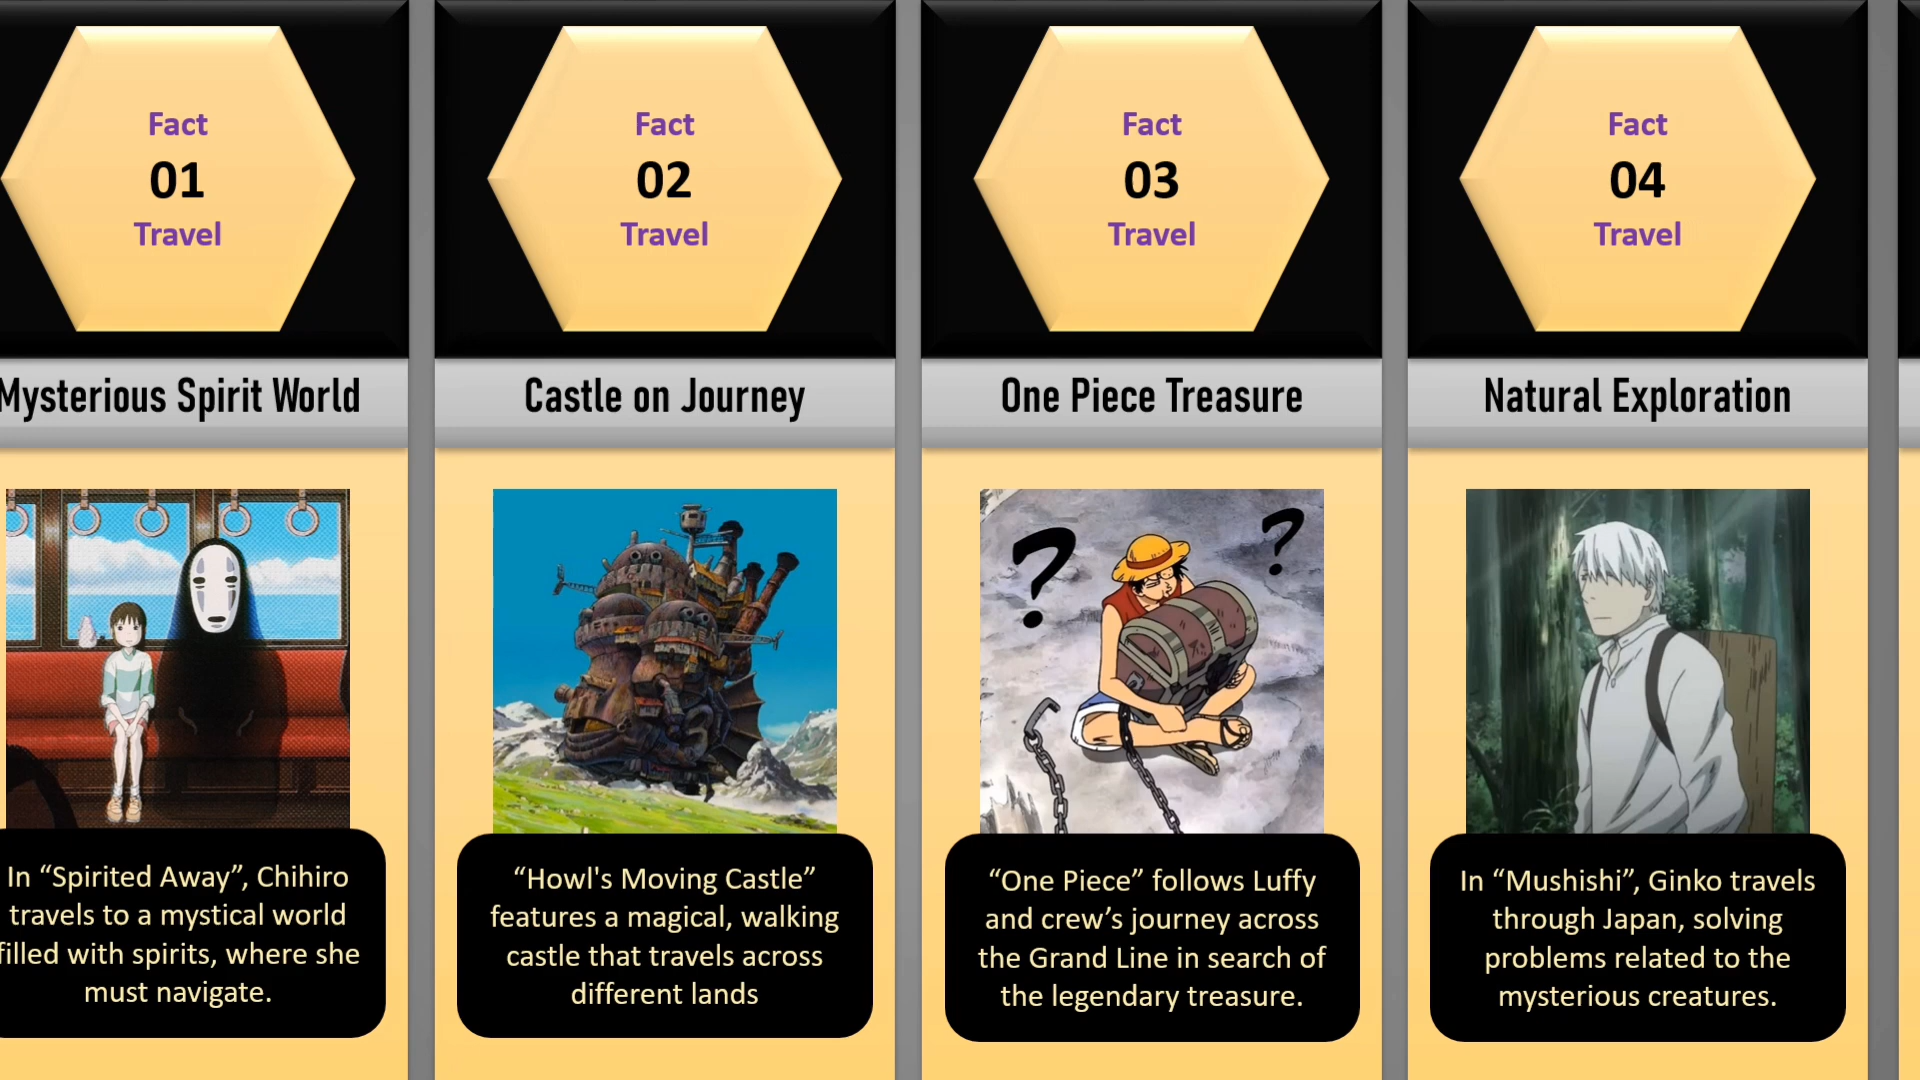 Fact
01
Travel
Mysterious Spirit World
In “Spirited Away”, Chihiro
travels to a mystical world
filled with spirits, where she
must navigate.
Fact
02
Travel
Castle on Journey
“Howl's Moving Castle”
features a magical, walking
castle that travels across
different lands
Fact
03
Travel
One Piece Treasure
? ?
“One Piece” follows Luffy
and crew’s journey across
the Grand Line in search of
the legendary treasure.
Fact
04
Travel
Natural Exploration
In “Mushishi”, Ginko travels
through Japan, solving
problems related to the
mysterious creatures.